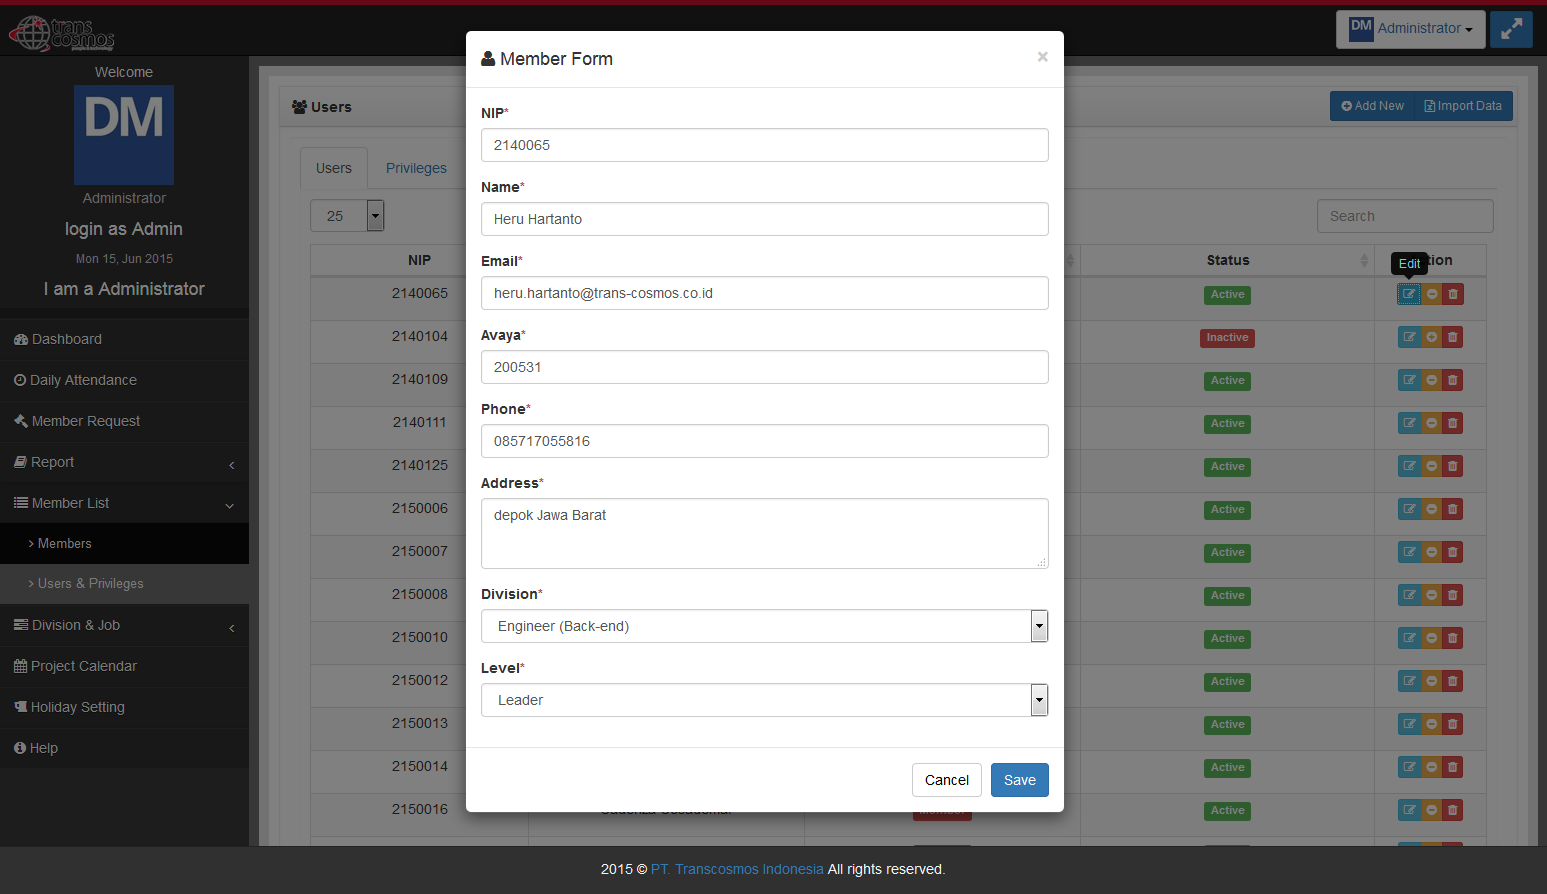 trans
cosmos
people & technology
DM Administrator
Welcome
DM
Administrator
login as Admin
Mon 15, Jun 2015
I am a Administrator
Dashboard
Daily Attendance
Member Request
Report
Member List
> Members
> Users & Privileges
Division & Job
Project Calendar
Holiday Setting
Help
Users
Add New Import Data
Users Privileges
25
Search
NIP Status
2140065 Active
2140104 Inactive
2140109 Active
2140111 Active
2140125 Active
2150006 Active
2150007 Active
2150008 Active
2150010 Active
2150012 Active
2150013 Active
2150014 Active
2150016 Active
Edit
Member Form
×
NIP*
2140065
Name*
Heru Hartanto
Email*
heru.hartanto@trans-cosmos.co.id
Avaya*
200531
Phone*
085717055816
Address*
depok Jawa Barat
Division*
Engineer (Back-end)
Level*
Leader
Cancel Save
2015 © PT. Transcosmos Indonesia All rights reserved.